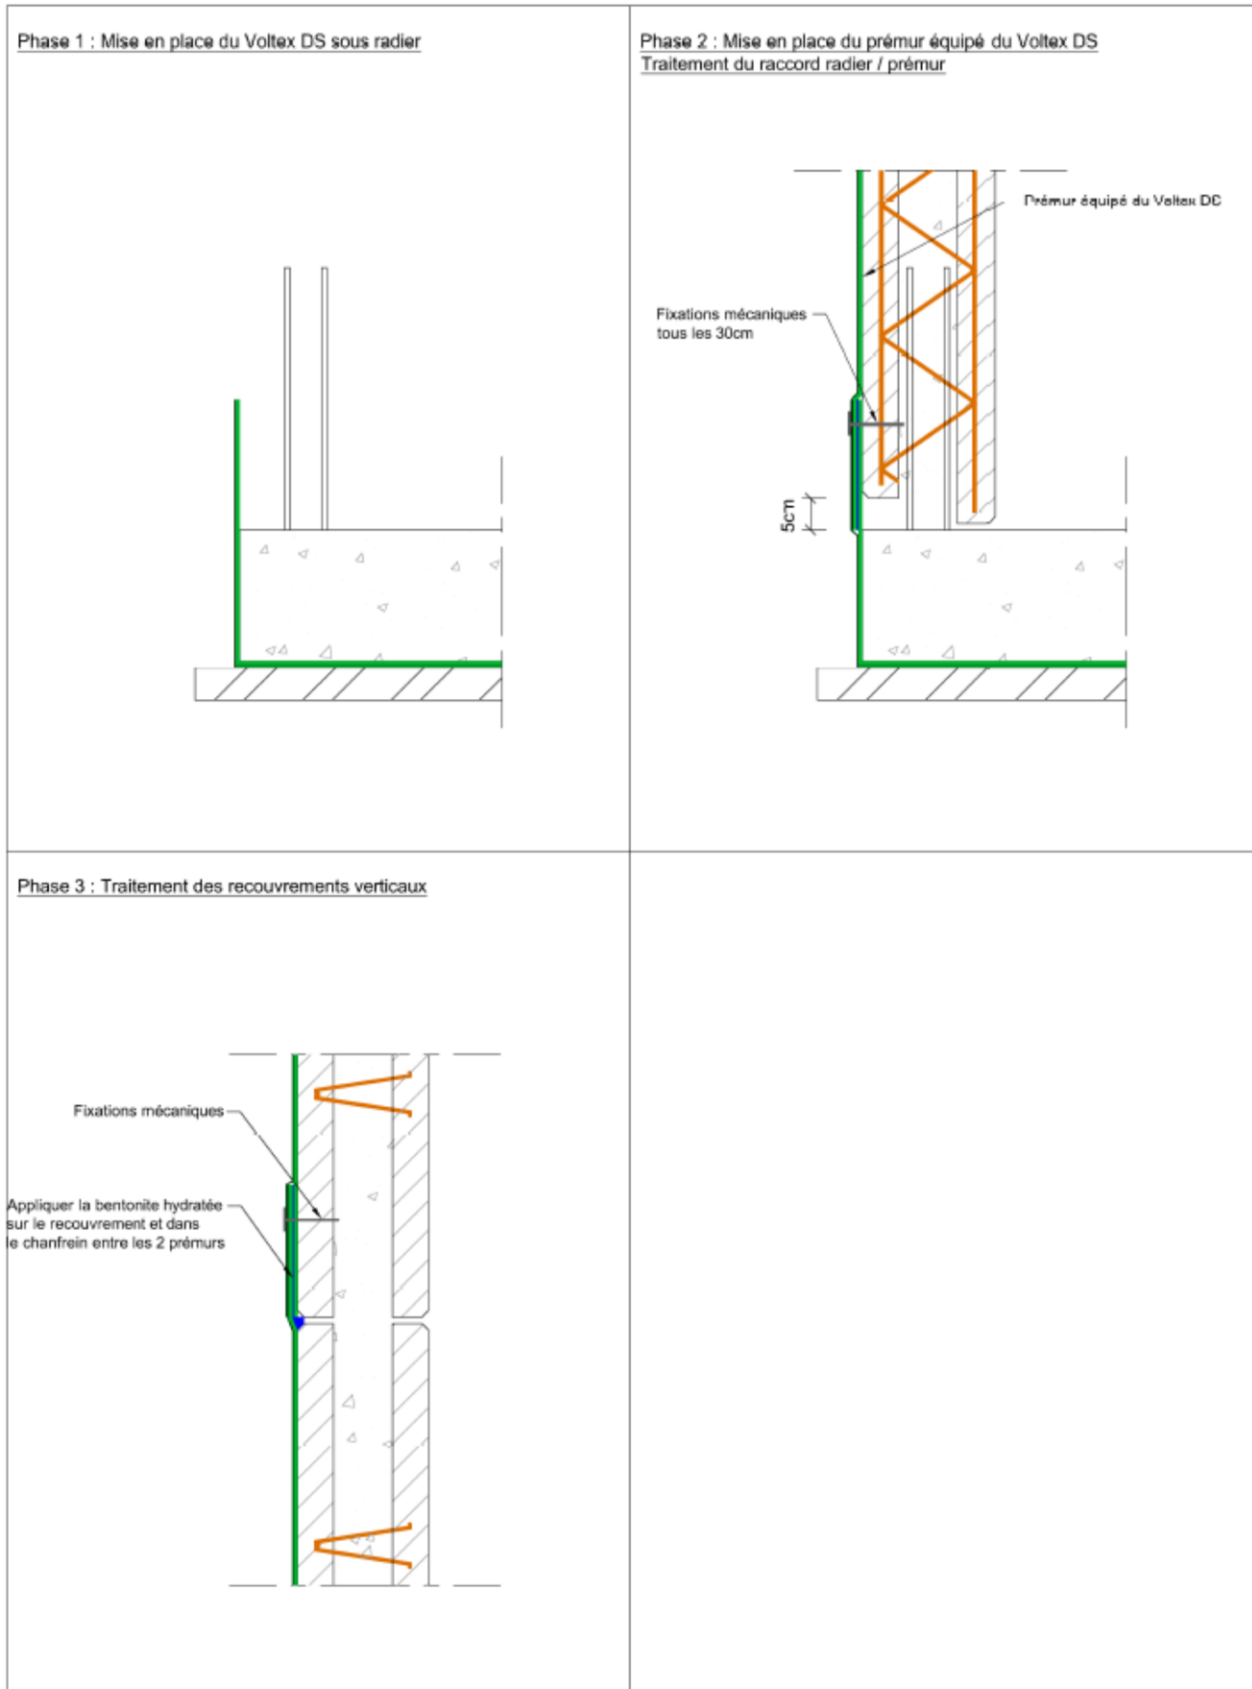 Phase 1 : Mise en place du Voltex DS sous radier
Phase 2 : Mise en place du prémur équipé du Voltex DS
Traitement du raccord radier / prémur
Prémur équipé du Voltex DC
Fixations mécaniques
tous les 30cm
5cm
Phase 3 : Traitement des recouvrements verticaux
Fixations mécaniques
Appliquer la bentonite hydratée
sur le recouvrement et dans
le chanfrein entre les 2 prémurs